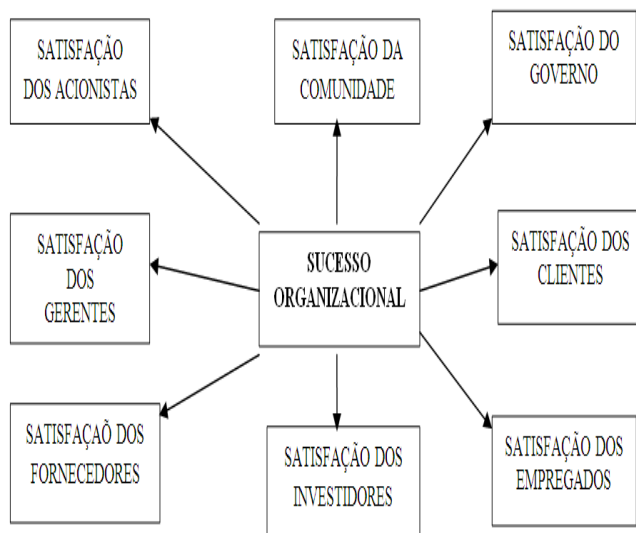 SATISFAÇÃO
DOS ACIONISTAS
SATISFAÇÃO DA
COMUNIDADE
SATISFAÇÃO DO
GOVERNO
SATISFAÇÃO
DOS
GERENTES
SUCESSO
ORGANIZACIONAL
SATISFAÇÃO DOS
CLIENTES
SATISFAÇAÕ DOS
FORNECEDORES
SATISFAÇÃO DOS
INVESTIDORES
SATISFAÇÃO DOS
EMPREGADOS